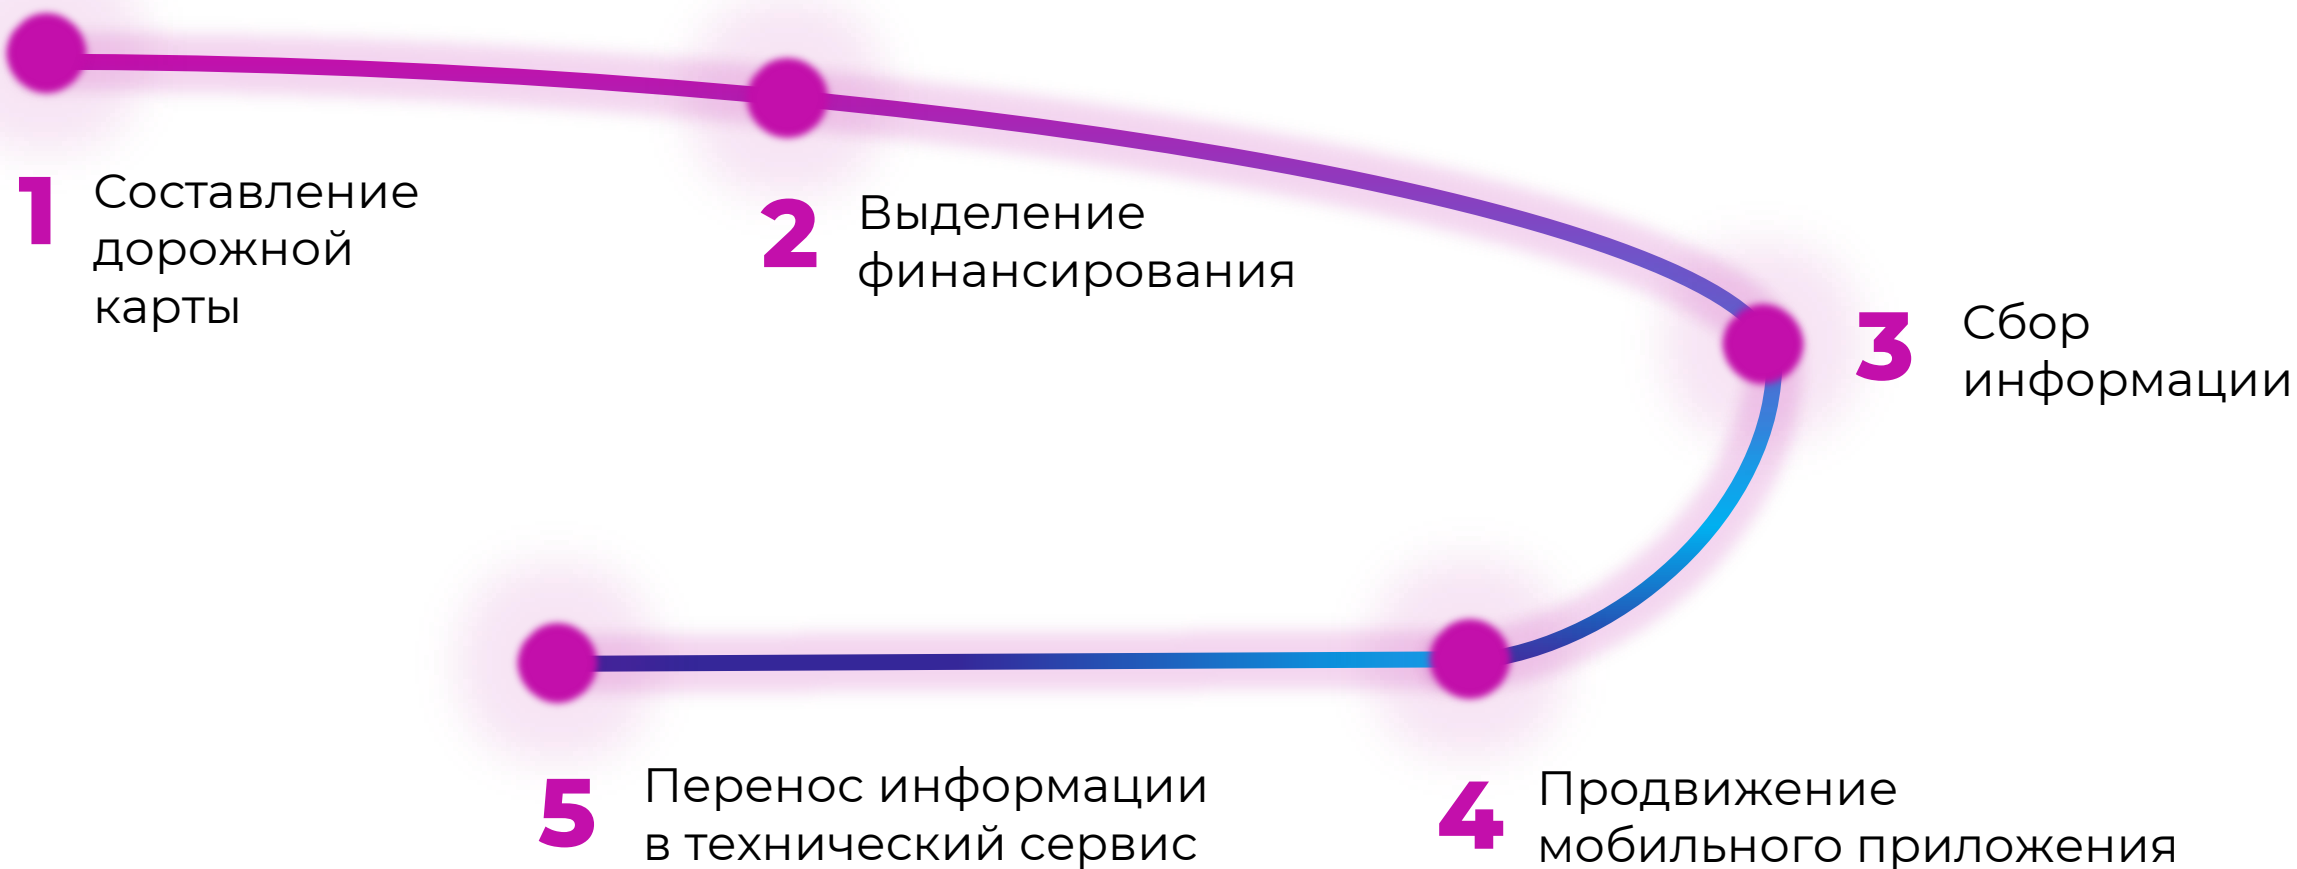 1 Составление
дорожной
карты
2 Выделение
финансирования
3 Сбор
информации
4 Продвижение
мобильного приложения
5 Перенос информации
в технический сервис